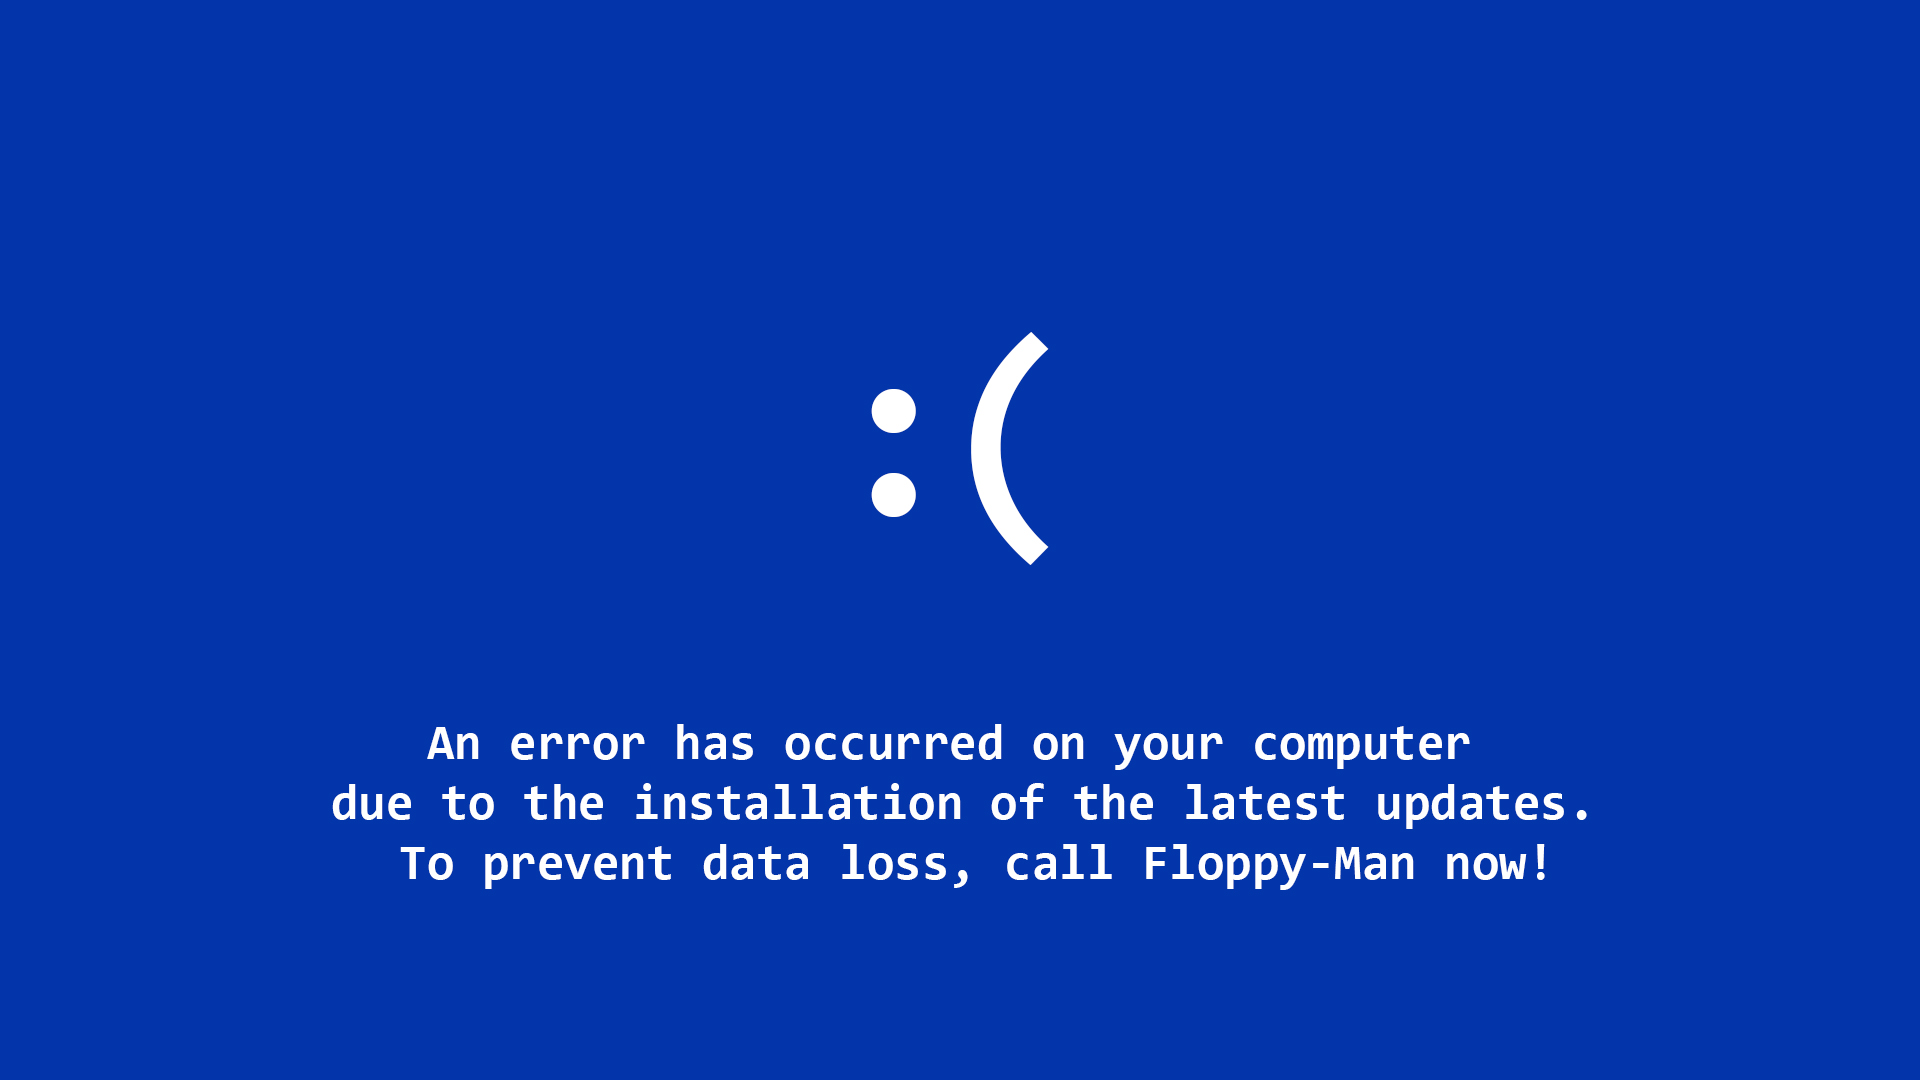 :(
An error has occurred on your computer
due to the installation of the latest updates.
To prevent data loss, call Floppy-Man now!